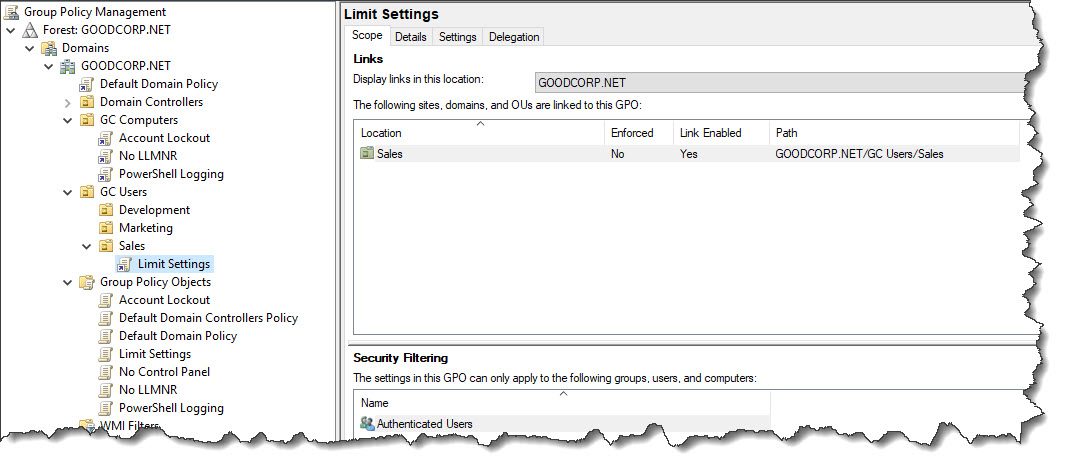 Group Policy Management
Forest: GOODCORP.NET
Domains
GOODCORP.NET
Default Domain Policy
Domain Controllers
GC Computers
Account Lockout
No LLMNR
PowerShell Logging
GC Users
Development
Marketing
Sales
Limit Settings
Group Policy Objects
Account Lockout
Default Domain Controllers Policy
Default Domain Policy
Limit Settings
No Control Panel
No LLMNR
PowerShell Logging
WMI Filters
Limit Settings
Scope Details Settings Delegation
Links
Display links in this location: GOODCORP.NET
The following sites, domains, and OUs are linked to this GPO:
Location Enforced Link Enabled Path
Sales No Yes GOODCORP.NET/GC Users/Sales
Security Filtering
The settings in this GPO can only apply to the following groups, users, and computers:
Name
Authenticated Users